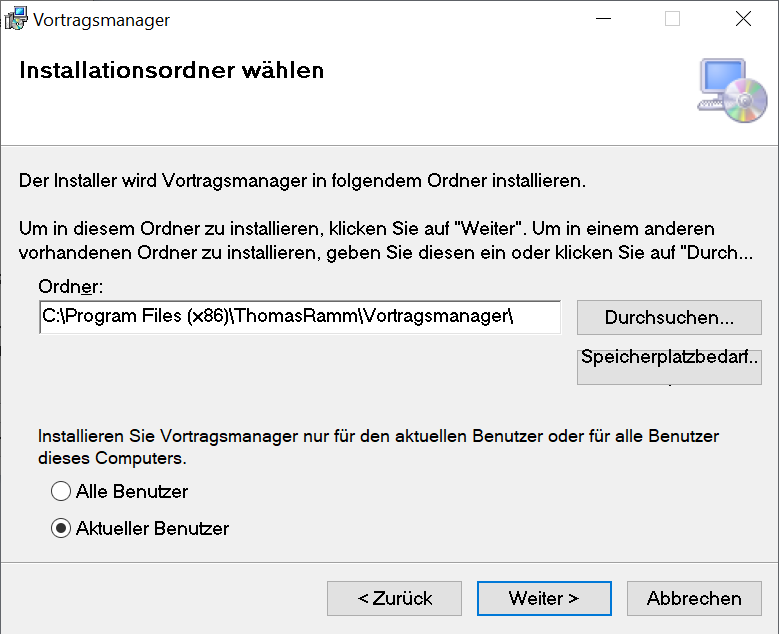 Vortragsmanager
Installationsordner wählen
Der Installer wird Vortragsmanager in folgendem Ordner installieren.
Um in diesem Ordner zu installieren, klicken Sie auf "Weiter". Um in einem anderen
vorhandenen Ordner zu installieren, geben Sie diesen ein oder klicken Sie auf "Durch...
Ordner:
C:\Program Files (x86)\ThomasRamm\Vortragsmanager\
Durchsuchen...
Speicherplatzbedarf..
Installieren Sie Vortragsmanager nur für den aktuellen Benutzer oder für alle Benutzer
dieses Computers.
Alle Benutzer
Aktueller Benutzer
< Zurück
Weiter >
Abbrechen